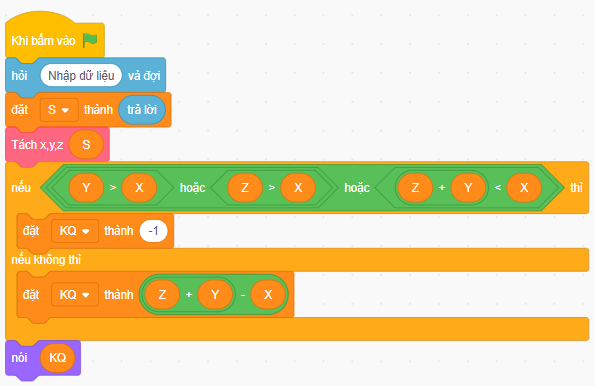 Khi bấm vào
hỏi Nhập dữ liệu và đợi
đặt S thành trả lời
Tách x,y,z S
nếu Y > X hoặc Z > X hoặc Z + Y < X thì
đặt KQ thành -1
nếu không thì
đặt KQ thành Z + Y - X
nói KQ